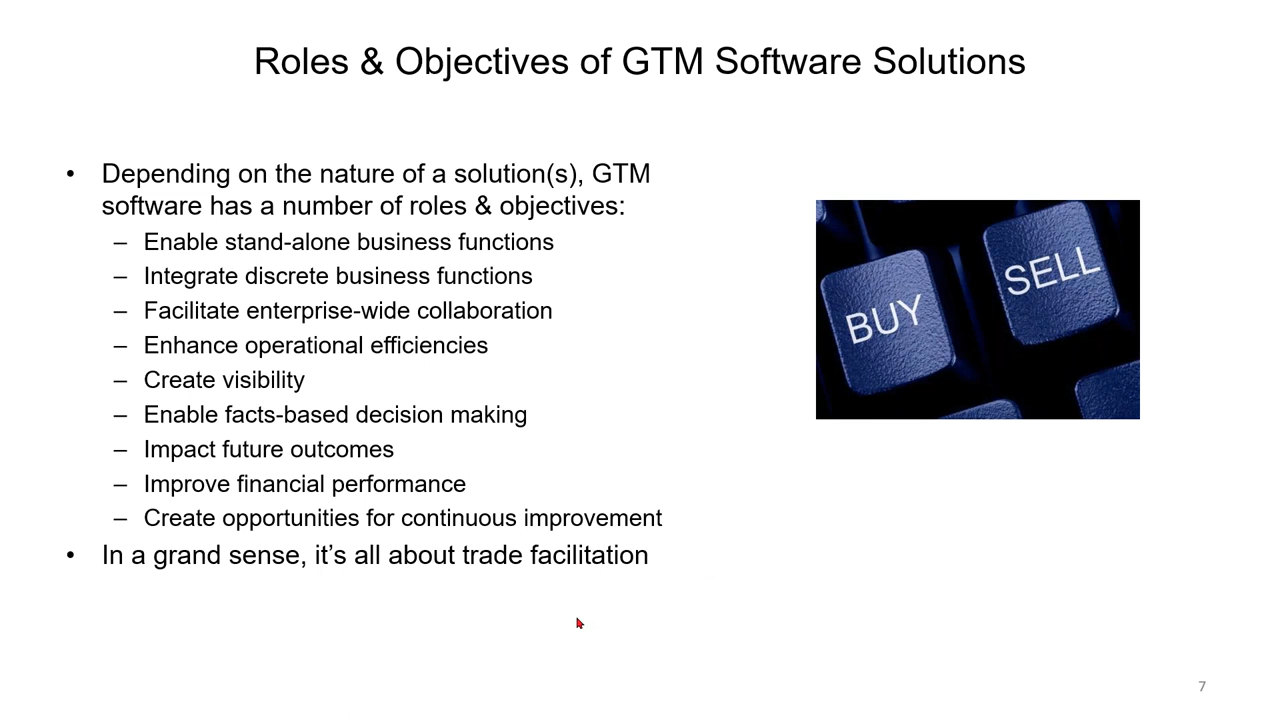 Roles & Objectives of GTM Software Solutions
• Depending on the nature of a solution(s), GTM
software has a number of roles & objectives:
– Enable stand-alone business functions
– Integrate discrete business functions
– Facilitate enterprise-wide collaboration
– Enhance operational efficiencies
– Create visibility
– Enable facts-based decision making
– Impact future outcomes
– Improve financial performance
– Create opportunities for continuous improvement
• In a grand sense, it’s all about trade facilitation
BUY
SELL
7